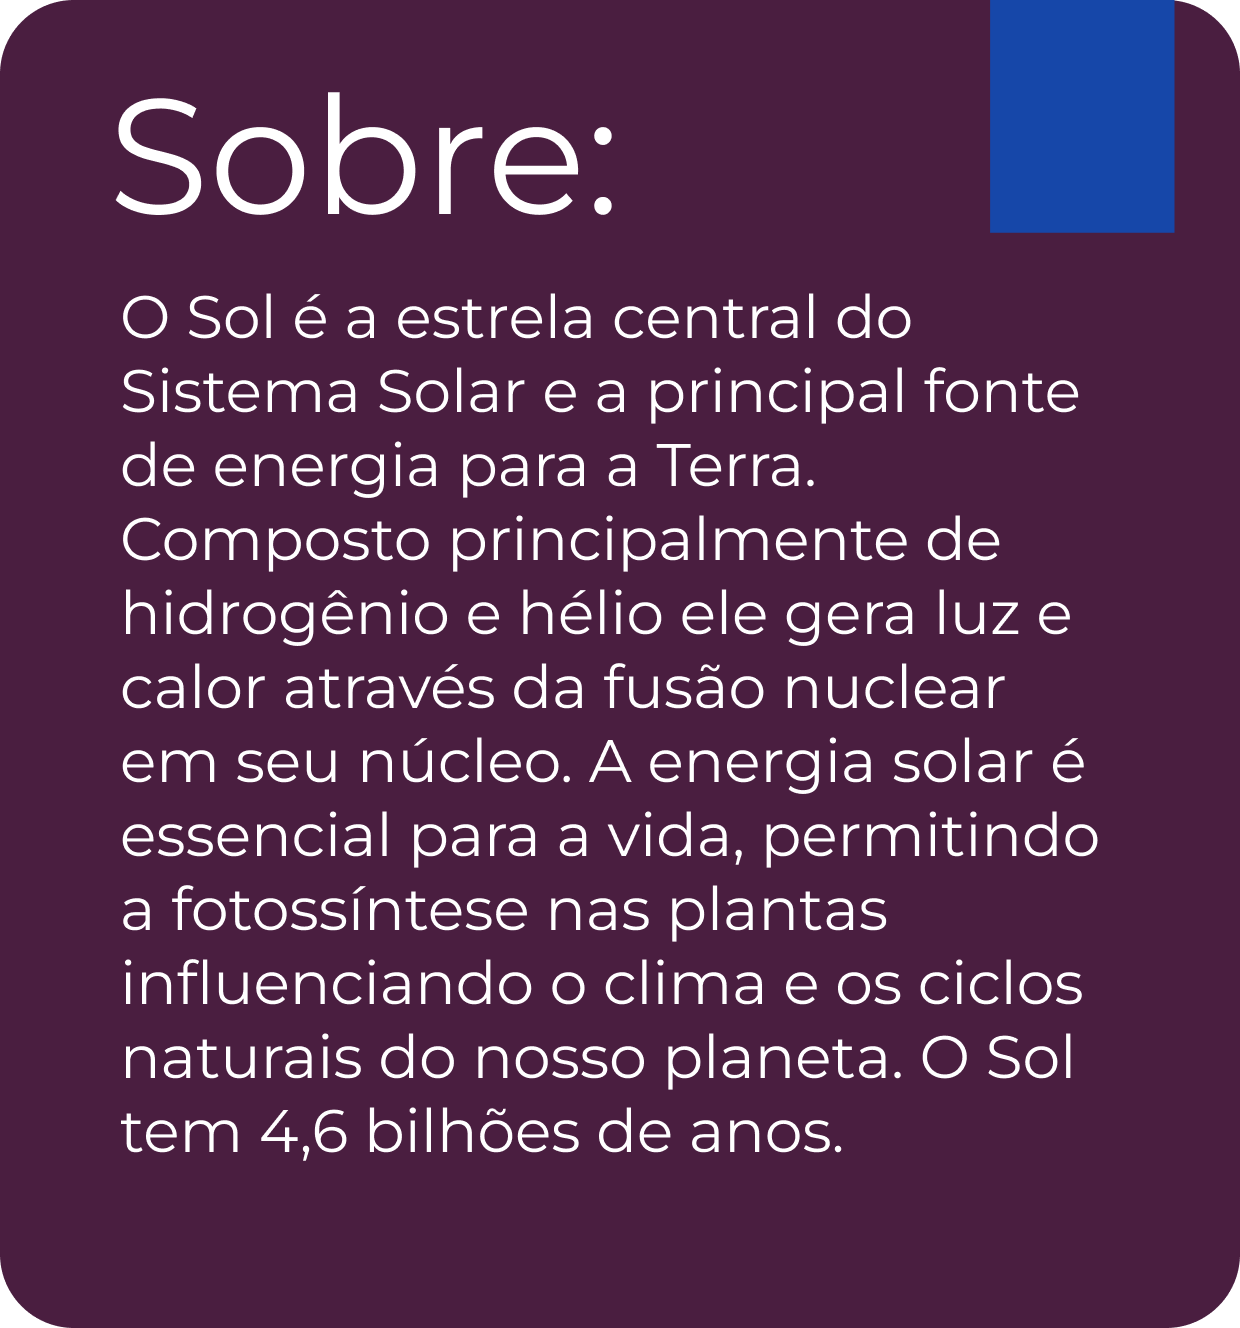 Sobre:
O Sol é a estrela central do
Sistema Solar e a principal fonte
de energia para a Terra.
Composto principalmente de
hidrogênio e hélio ele gera luz e
calor através da fusão nuclear
em seu núcleo. A energia solar é
essencial para a vida, permitindo
a fotossíntese nas plantas
influenciando o clima e os ciclos
naturais do nosso planeta. O Sol
tem 4,6 bilhões de anos.